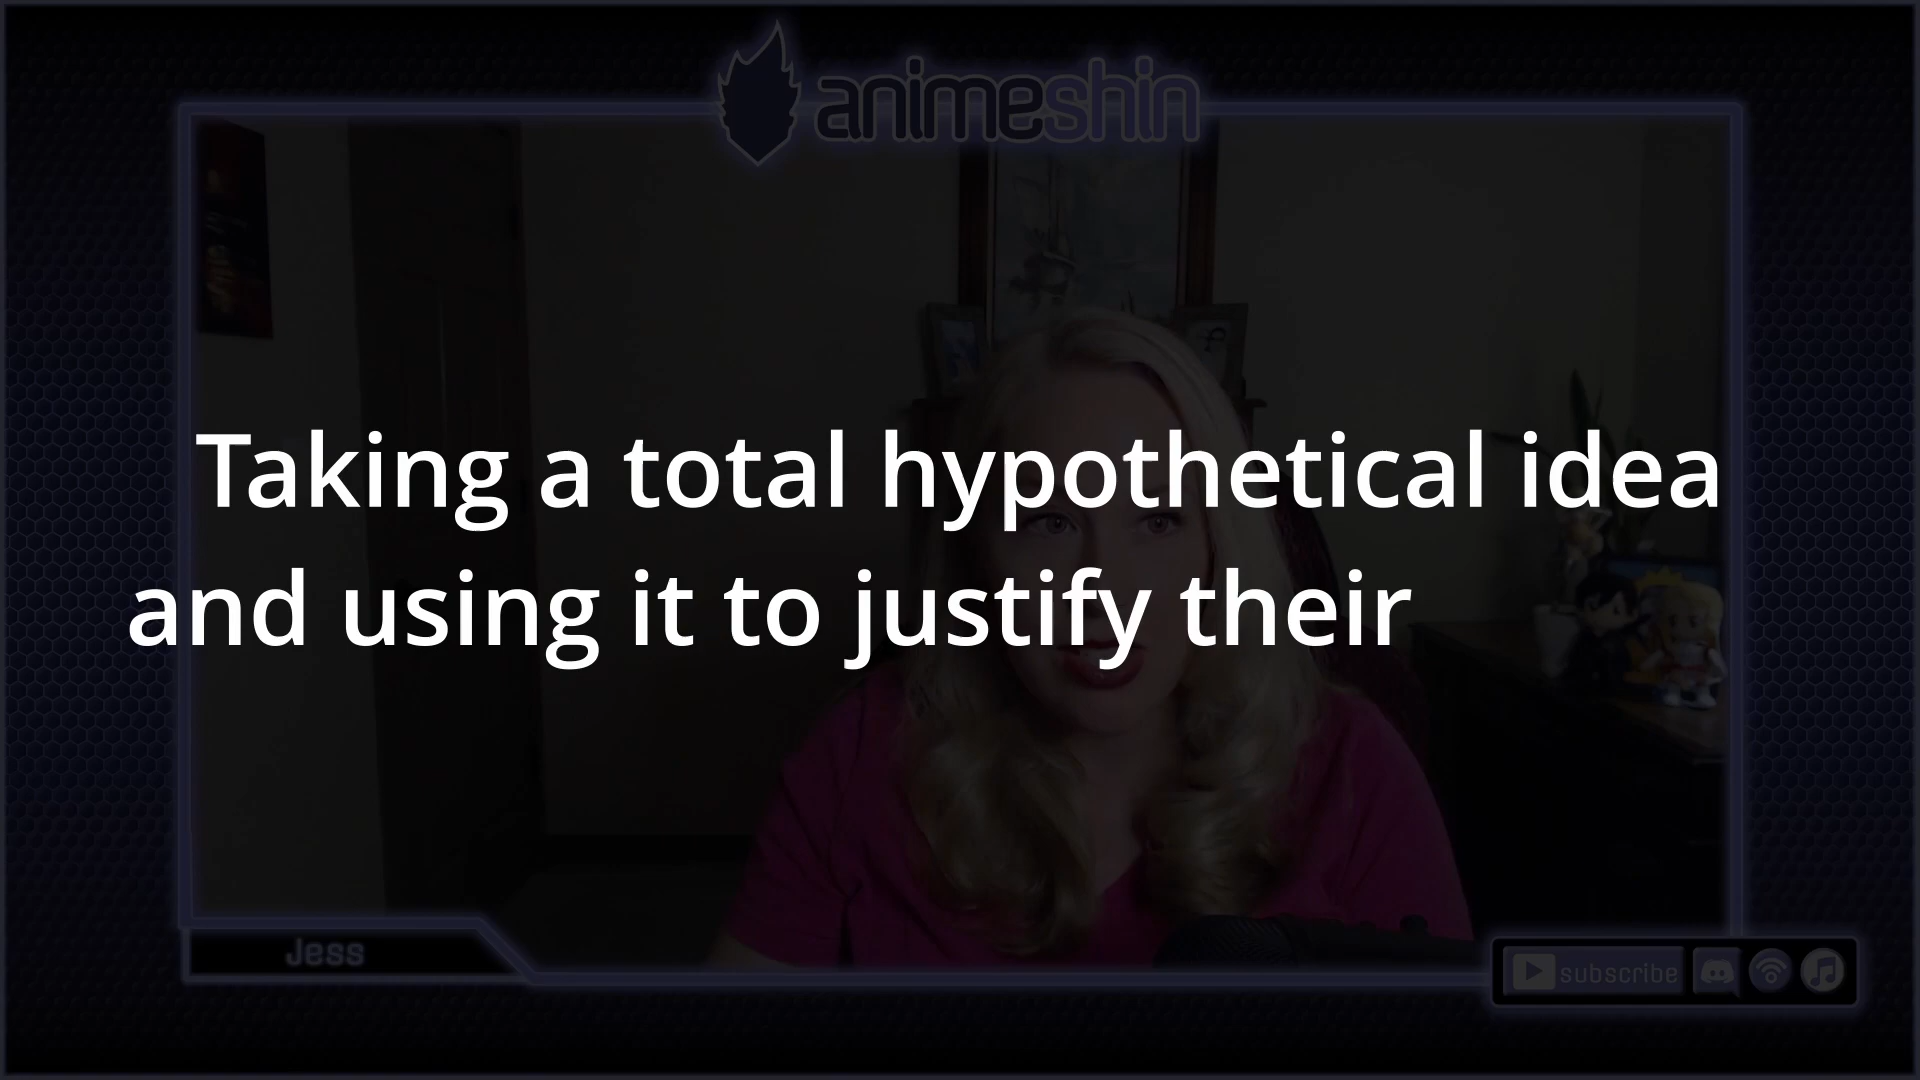 animeshin
Taking a total hypothetical idea
and using it to justify their
Jess
subscribe